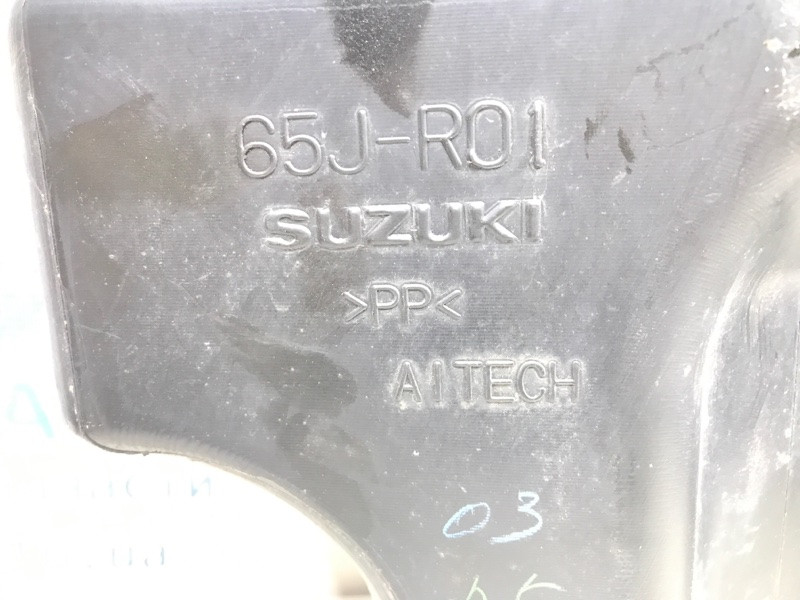 65J-R01
SUZUKI
>PP<
AITECH
03